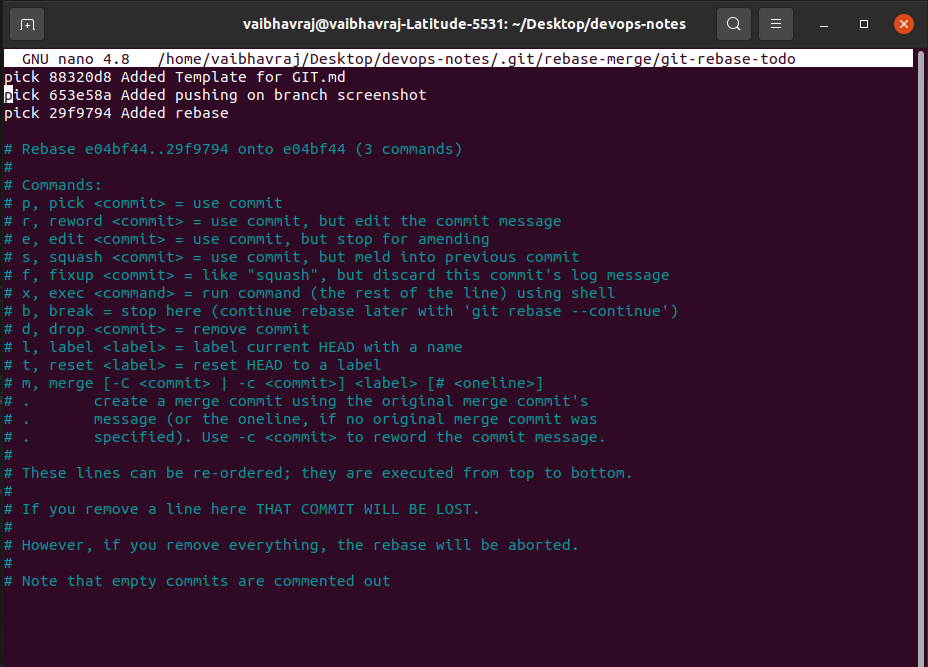 vaibhavraj@vaibhavraj-Latitude-5531: ~/Desktop/devops-notes
GNU nano 4.8 /home/vaibhavraj/Desktop/devops-notes/.git/rebase-merge/git-rebase-todo
pick 88320d8 Added Template for GIT.md
pick 653e58a Added pushing on branch screenshot
pick 29f9794 Added rebase
# Rebase e04bf44..29f9794 onto e04bf44 (3 commands)
#
# Commands:
# p, pick <commit> = use commit
# r, reword <commit> = use commit, but edit the commit message
# e, edit <commit> = use commit, but stop for amending
# s, squash <commit> = use commit, but meld into previous commit
# f, fixup <commit> = like "squash", but discard this commit's log message
# x, exec <command> = run command (the rest of the line) using shell
# b, break = stop here (continue rebase later with 'git rebase --continue')
# d, drop <commit> = remove commit
# l, label <label> = label current HEAD with a name
# t, reset <label> = reset HEAD to a label
# m, merge [-C <commit> | -c <commit>] <label> [# <oneline>]
# .       create a merge commit using the original merge commit's
# .       message (or the oneline, if no original merge commit was
# .       specified). Use -c <commit> to reword the commit message.
#
# These lines can be re-ordered; they are executed from top to bottom.
#
# If you remove a line here THAT COMMIT WILL BE LOST.
#
# However, if you remove everything, the rebase will be aborted.
#
# Note that empty commits are commented out